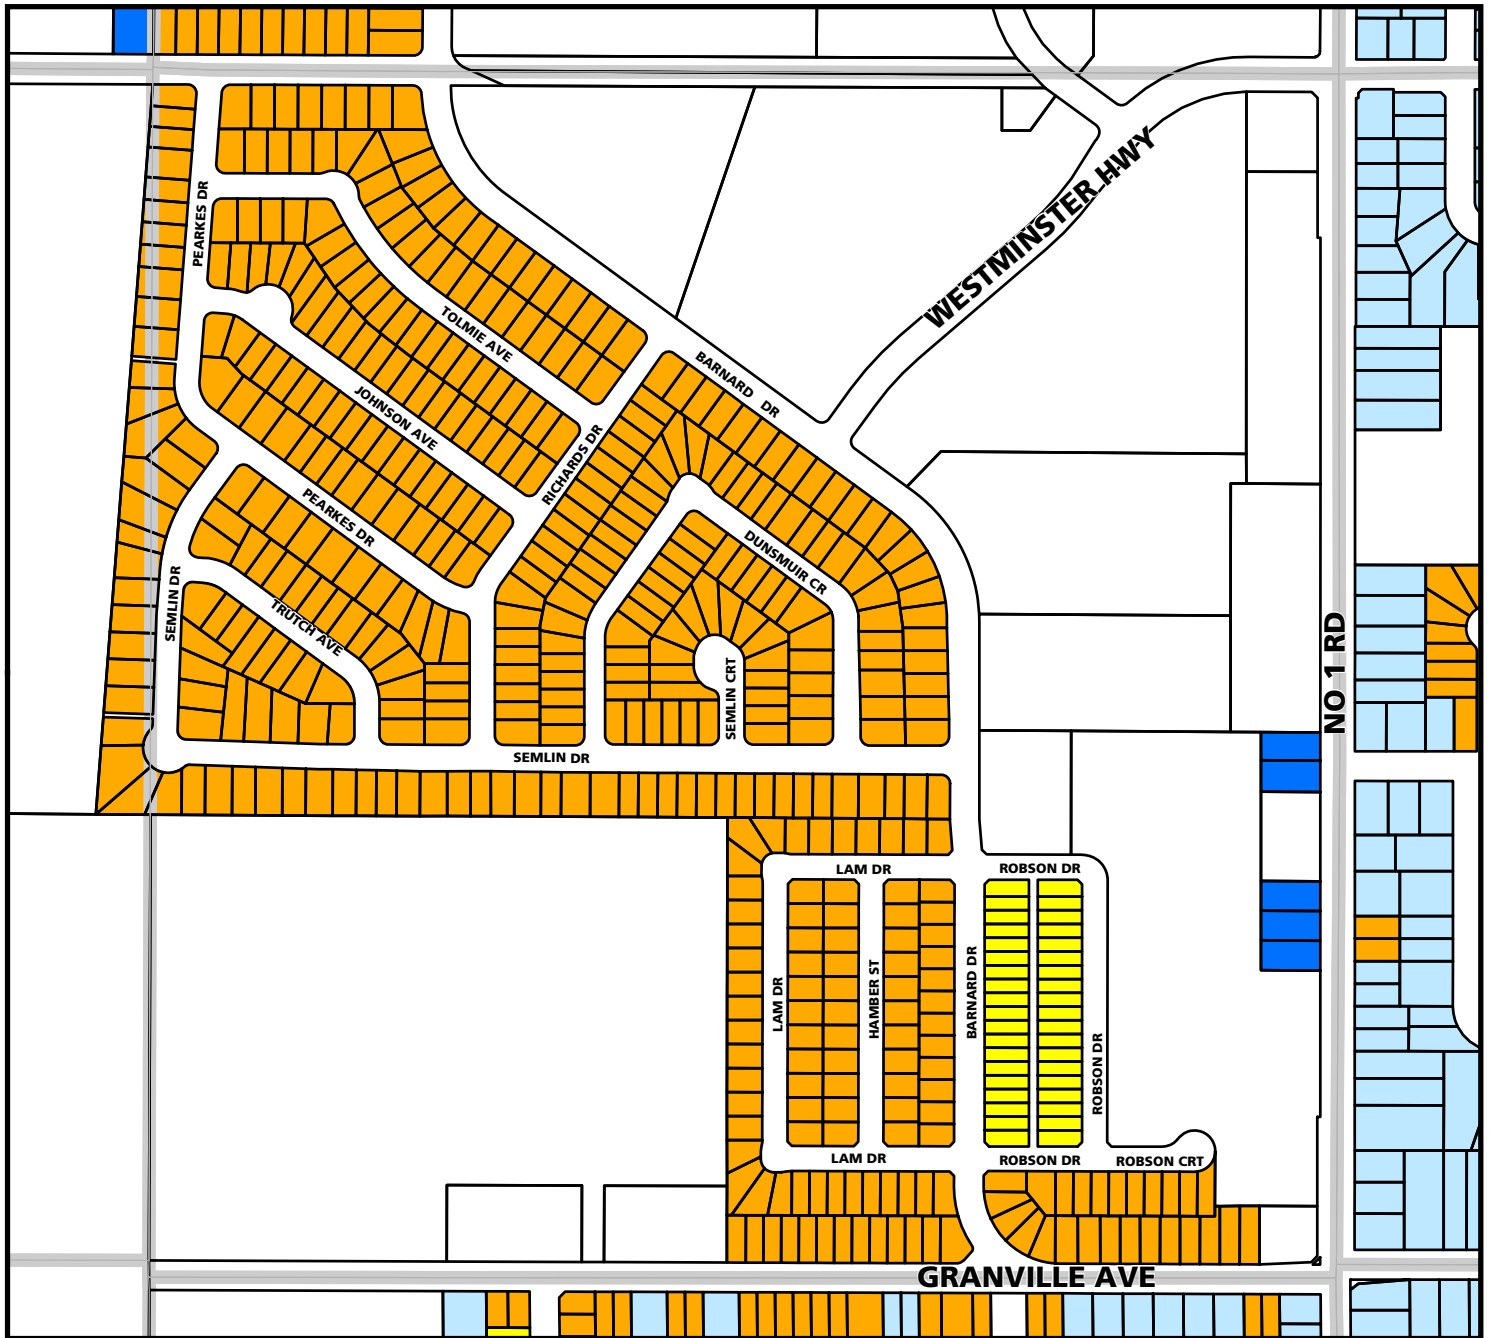 WESTMINSTER HWY
PEARKES DR
TOLMIE AVE
BARNARD DR
JOHNSON AVE
RICHARDS DR
PEARKES DR
DUNSMUIR CR
SEMLIN DR
TRUTCH AVE
SEMLIN CRT
NO 1 RD
SEMLIN DR
LAM DR
ROBSON DR
LAM DR
HAMBER ST
BARNARD DR
ROBSON DR
LAM DR
ROBSON DR
ROBSON CRT
GRANVILLE AVE